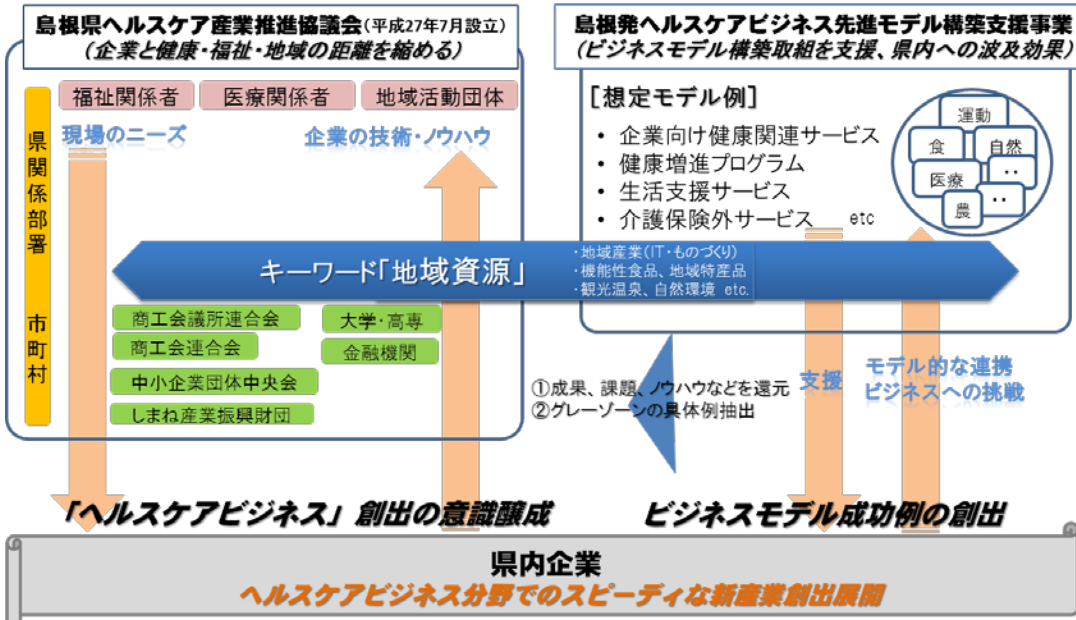 島根県ヘルスケア産業推進協議会(平成27年7月設立)
(企業と健康・福祉・地域の距離を縮める)
福祉関係者
医療関係者
地域活動団体
現場のニーズ
企業の技術・ノウハウ
県関係部署
市町村
商工会議所連合会
商工会連合会
中小企業団体中央会
しまね産業振興財団
大学・高専
金融機関
島根発ヘルスケアビジネス先進モデル構築支援事業
(ビジネスモデル構築取組を支援、県内への波及効果)
[想定モデル例]
• 企業向け健康関連サービス
• 健康増進プログラム
• 生活支援サービス
• 介護保険外サービス etc
運動
食
自然
医療
‥
農
‥
キーワード「地域資源」
・地域産業(IT・ものづくり)
・機能性食品、地域特産品
・観光温泉、自然環境 etc.
①成果、課題、ノウハウなどを還元
②グレーゾーンの具体例抽出
支援
モデル的な連携
ビジネスへの挑戦
「ヘルスケアビジネス」創出の意識醸成
ビジネスモデル成功例の創出
県内企業
ヘルスケアビジネス分野でのスピーディな新産業創出展開